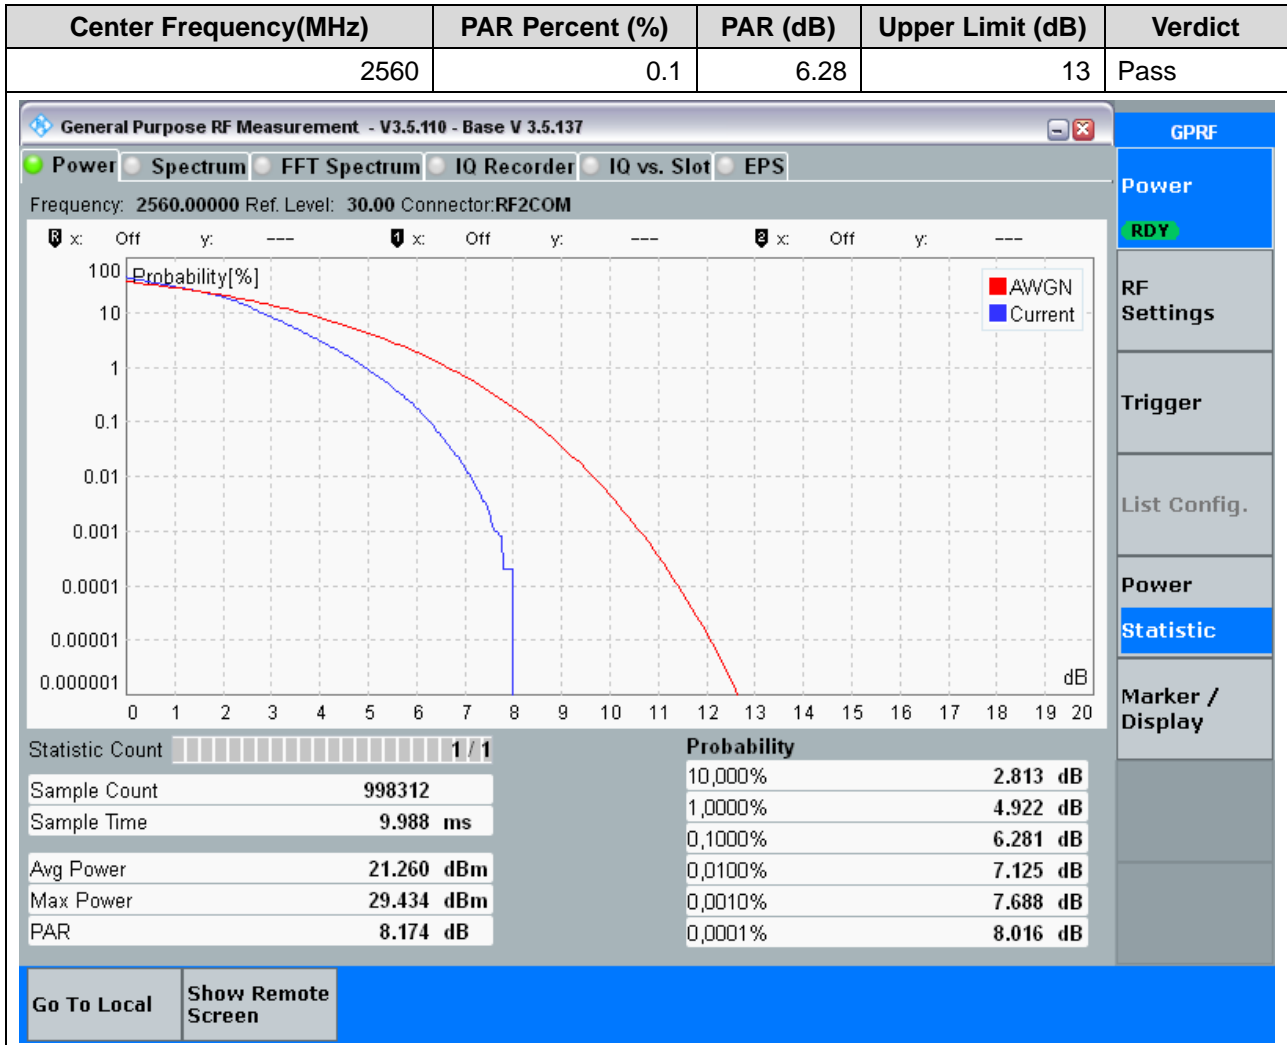 Center Frequency(MHz) PAR Percent (%) PAR (dB) Upper Limit (dB) Verdict
2560 0.1 6.28 13 Pass
General Purpose RF Measurement - V3.5.110 - Base V 3.5.137
GPRF
Power Spectrum FFT Spectrum IQ Recorder IQ vs. Slot EPS
Frequency: 2560.00000 Ref. Level: 30.00 Connector:RF2COM
R x: Off y: --- 1 x: Off y: --- 2 x: Off y: ---
Probability[%]
AWGN
Current
100
10
1
0.1
0.01
0.001
0.0001
0.00001
0.000001
dB
0 1 2 3 4 5 6 7 8 9 10 11 12 13 14 15 16 17 18 19 20
Statistic Count 1 / 1
Sample Count 998312
Sample Time 9.988 ms
Avg Power 21.260 dBm
Max Power 29.434 dBm
PAR 8.174 dB
Probability
10,000% 2.813 dB
1,0000% 4.922 dB
0,1000% 6.281 dB
0,0100% 7.125 dB
0,0010% 7.688 dB
0,0001% 8.016 dB
Power
RDY
RF
Settings
Trigger
List Config.
Power
Statistic
Marker /
Display
Go To Local
Show Remote
Screen